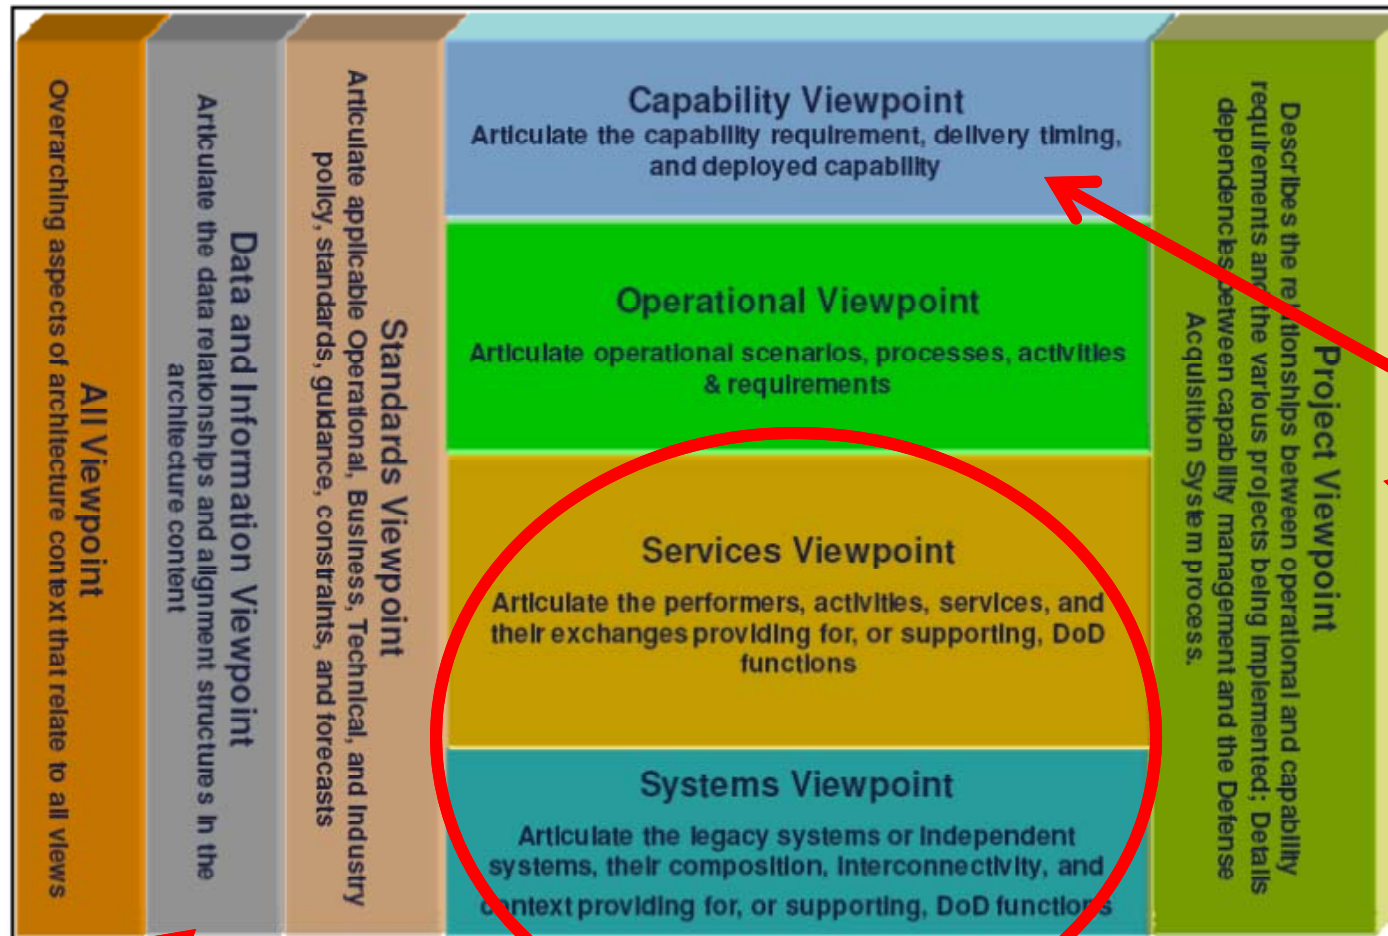 All Viewpoint
Overarching aspects of architecture context that relate to all views
Data and Information Viewpoint
Articulate the data relationships and alignment structures in the
architecture content
Standards Viewpoint
Articulate applicable Operational, Business, Technical, and Industry
policy, standards, guidance, constraints, and forecasts
Capability Viewpoint
Articulate the capability requirement, delivery timing,
and deployed capability
Operational Viewpoint
Articulate operational scenarios, processes, activities
& requirements
Services Viewpoint
Articulate the performers, activities, services, and
their exchanges providing for, or supporting, DoD
functions
Systems Viewpoint
Articulate the legacy systems or independent
systems, their composition, interconnectivity, and
context providing for, or supporting, DoD functions
Project Viewpoint
Describes the relationships between operational and capability
requirements and the various projects being implemented; Details
dependencies between capability management and the Defense
Acquisition System process.